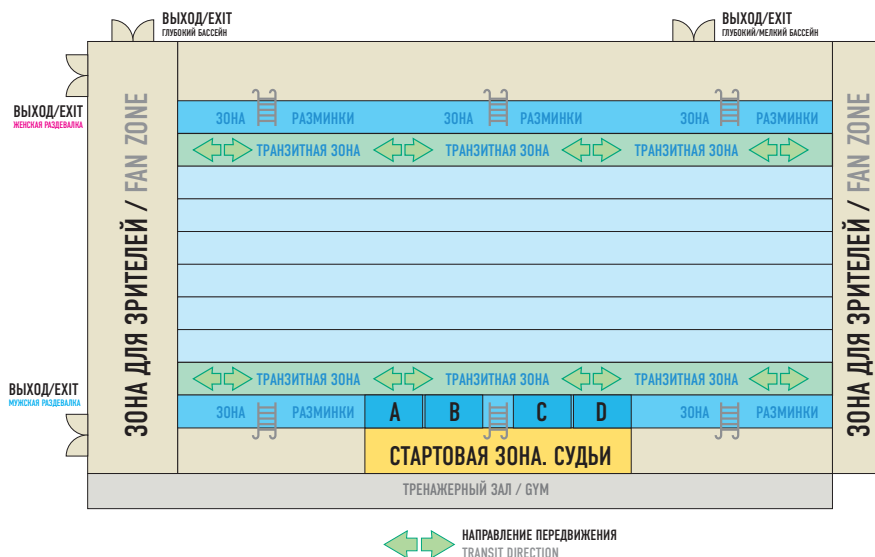 ВЫХОД/EXIT
ГЛУБОКИЙ БАССЕЙН
ВЫХОД/EXIT
ГЛУБОКИЙ/МЕЛКИЙ БАССЕЙН
ВЫХОД/EXIT
ЖЕНСКАЯ РАЗДЕВАЛКА
ЗОНА ДЛЯ ЗРИТЕЛЕЙ / FAN ZONE
ЗОНА РАЗМИНКИ ЗОНА РАЗМИНКИ ЗОНА РАЗМИНКИ
ТРАНЗИТНАЯ ЗОНА ТРАНЗИТНАЯ ЗОНА ТРАНЗИТНАЯ ЗОНА
ЗОНА ДЛЯ ЗРИТЕЛЕЙ / FAN ZONE
ТРАНЗИТНАЯ ЗОНА ТРАНЗИТНАЯ ЗОНА ТРАНЗИТНАЯ ЗОНА
ВЫХОД/EXIT
МУЖСКАЯ РАЗДЕВАЛКА
ЗОНА РАЗМИНКИ A B C D ЗОНА РАЗМИНКИ
СТАРТОВАЯ ЗОНА. СУДЬИ
ТРЕНАЖЕРНЫЙ ЗАЛ / GYM
НАПРАВЛЕНИЕ ПЕРЕДВИЖЕНИЯ
TRANSIT DIRECTION